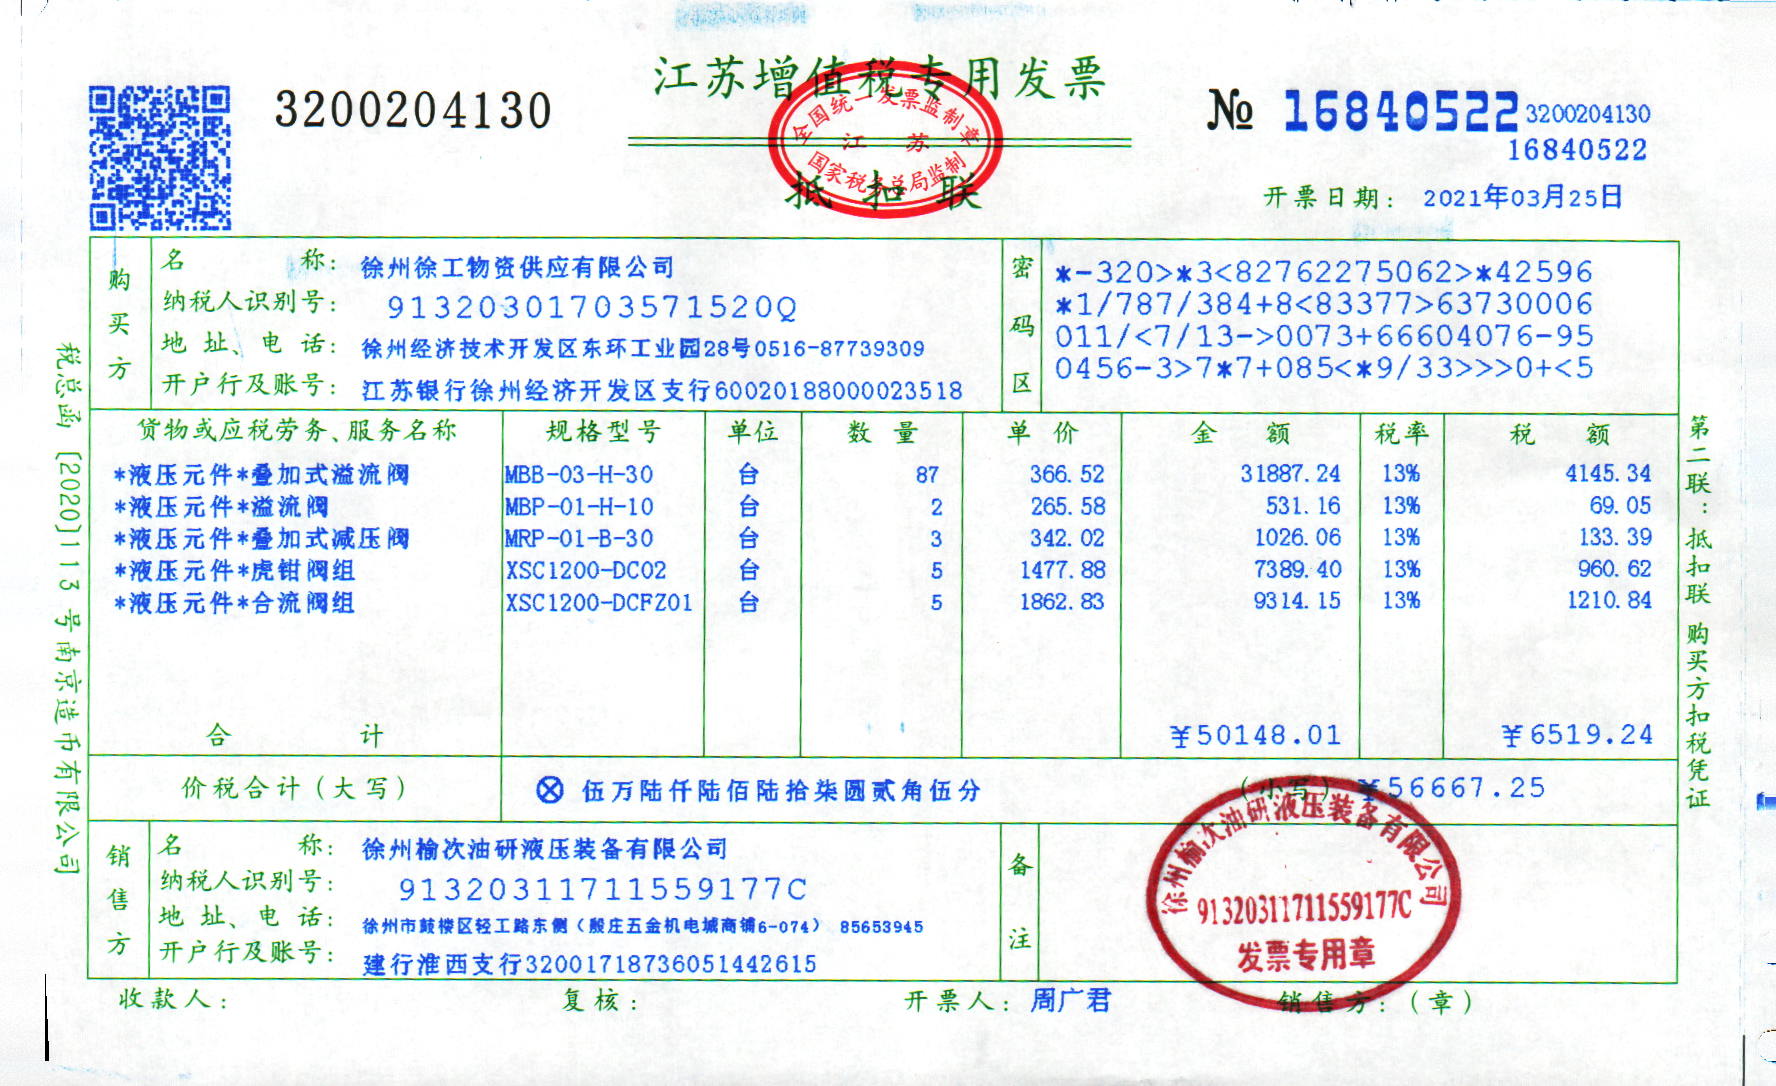 江苏增值税专用发票
3200204130
全国统一发票监制章
江 苏
国家税务总局监制
抵扣联
№ 16840522
3200204130
16840522
开票日期： 2021年03月25日
税总函 [2020]113 号南京造币有限公司
购买方
名 称： 徐州徐工物资供应有限公司
纳税人识别号： 91320301703571520Q
地 址、电 话： 徐州经济技术开发区东环工业园28号0516-87739309
开户行及账号： 江苏银行徐州经济开发区支行60020188000023518
密码区
*-320>*3<82762275062>*42596
*1/787/384+8<83377>63730006
011/<7/13->0073+66604076-95
0456-3>7*7+085<*9/33>>>0+<5
货物或应税劳务、服务名称 规格型号 单位 数 量 单 价 金 额 税率 税 额
*液压元件*叠加式溢流阀 MBB-03-H-30 台 87 366.52 31887.24 13% 4145.34
*液压元件*溢流阀 MBP-01-H-10 台 2 265.58 531.16 13% 69.05
*液压元件*叠加式减压阀 MRP-01-B-30 台 3 342.02 1026.06 13% 133.39
*液压元件*虎钳阀组 XSC1200-DC02 台 5 1477.88 7389.40 13% 960.62
*液压元件*合流阀组 XSC1200-DCFZ01 台 5 1862.83 9314.15 13% 1210.84
合 计 ¥50148.01 ¥6519.24
价税合计（大写） ⊗ 伍万陆仟陆佰陆拾柒圆贰角伍分 （小写） ¥56667.25
销售方
名 称： 徐州榆次油研液压装备有限公司
纳税人识别号： 91320311711559177C
地 址、电 话： 徐州市鼓楼区轻工路东侧（殷庄五金机电城商铺6-074） 85653945
开户行及账号： 建行淮西支行32001718736051442615
备注
徐州榆次油研液压装备有限公司
91320311711559177C
发票专用章
收款人： 复核： 开票人： 周广君 销售方：（章）
第二联：抵扣联 购买方扣税凭证